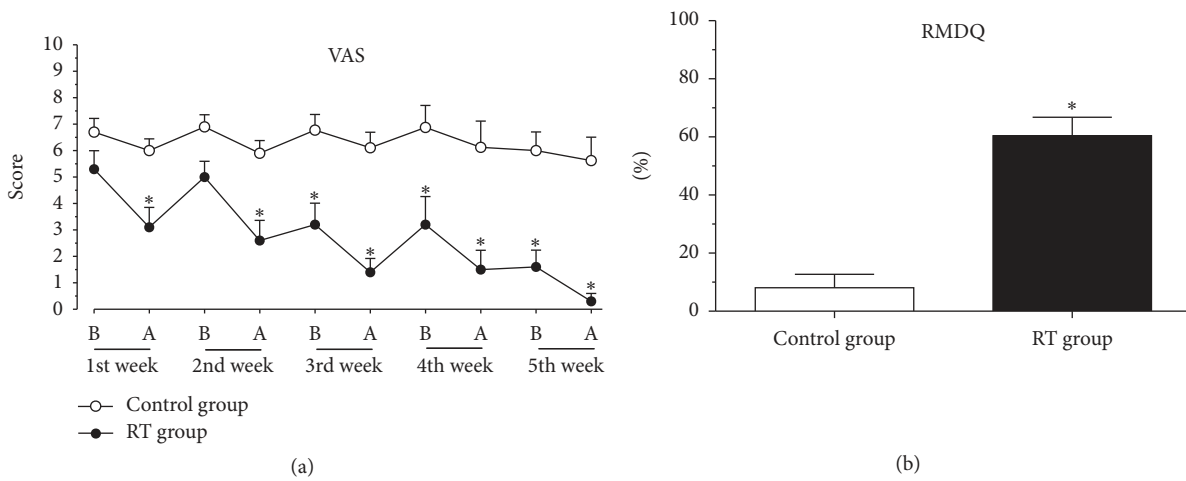 VAS
10
9
8
7
6
5
4
3
2
1
0
Score
* * * * * * * *
B A B A B A B A B A
1st week 2nd week 3rd week 4th week 5th week
Control group
RT group
(a)
RMDQ
100
80
60
40
20
0
(%)
*
Control group RT group
(b)